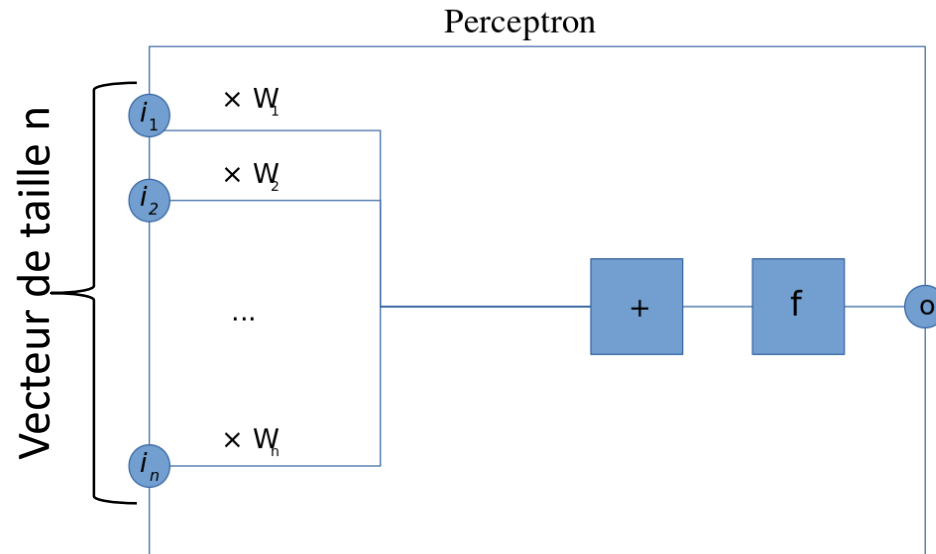 Perceptron
Vecteur de taille n
i1 × W1
i2 × W2
...
+ f o
in × Wn